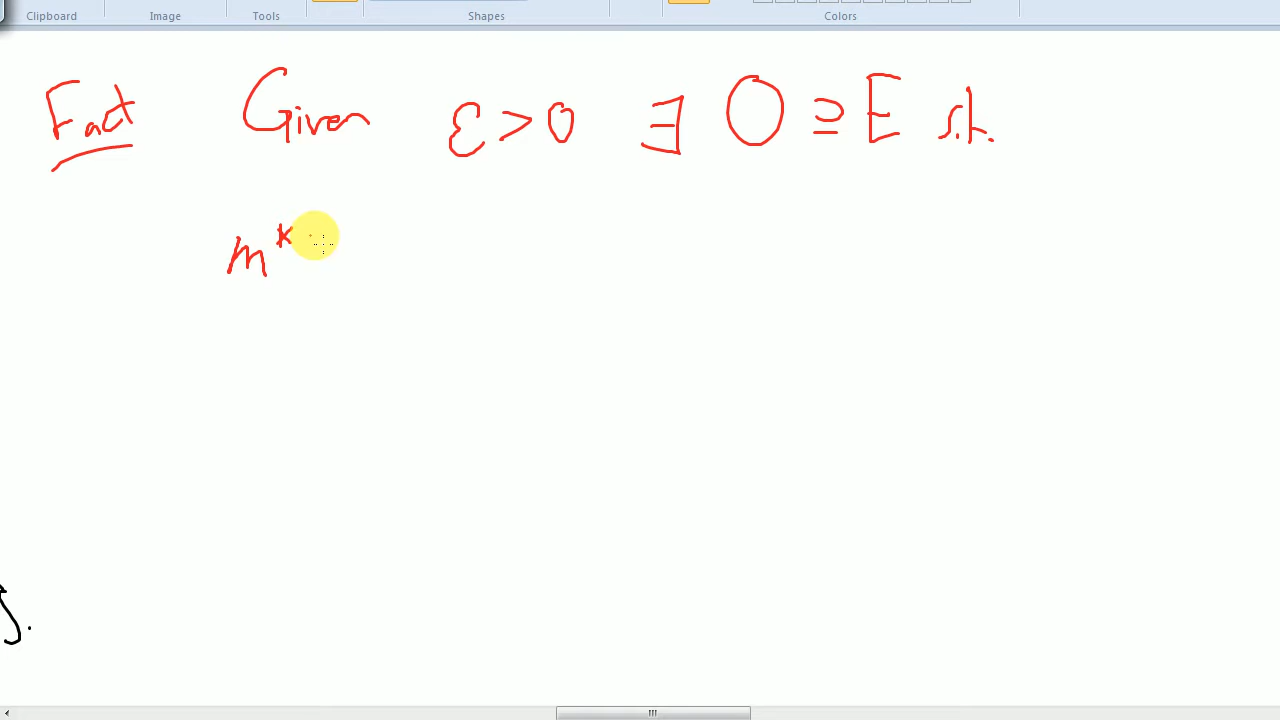 Clipboard Image Tools Shapes Colors
Fact Given ε > 0 ∃ O ⊇ E s.t.
m*